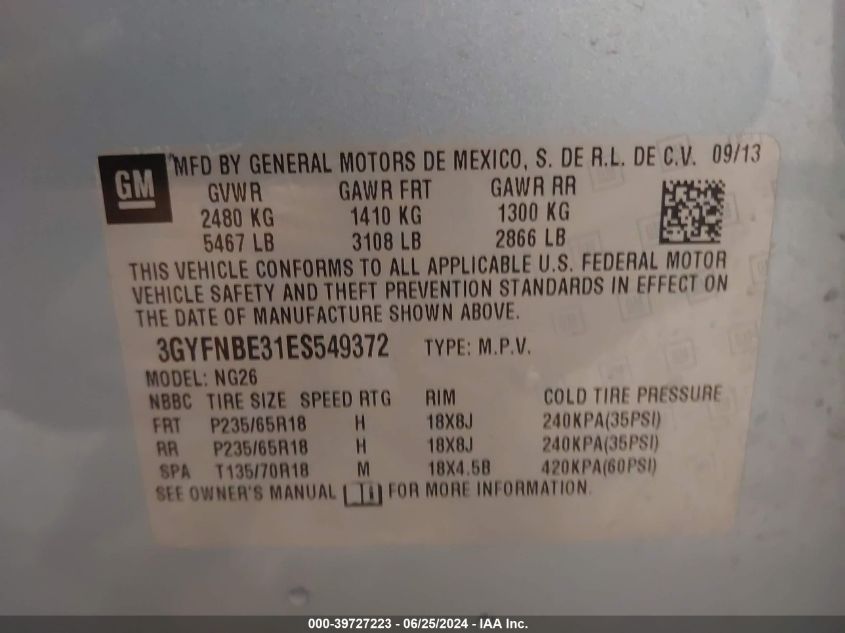 GM
MFD BY GENERAL MOTORS DE MEXICO, S. DE R.L. DE C.V. 09/13
GVWR GAWR FRT GAWR RR
2480 KG 1410 KG 1300 KG
5467 LB 3108 LB 2866 LB
THIS VEHICLE CONFORMS TO ALL APPLICABLE U.S. FEDERAL MOTOR
VEHICLE SAFETY AND THEFT PREVENTION STANDARDS IN EFFECT ON
THE DATE OF MANUFACTURE SHOWN ABOVE.
3GYFNBE31ES549372 TYPE: M.P.V.
MODEL: NG26
NBBC TIRE SIZE SPEED RTG RIM COLD TIRE PRESSURE
FRT P235/65R18 H 18X8J 240KPA(35PSI)
RR P235/65R18 H 18X8J 240KPA(35PSI)
SPA T135/70R18 M 18X4.5B 420KPA(60PSI)
SEE OWNER'S MANUAL FOR MORE INFORMATION.
000-39727223 - 06/25/2024 - IAA Inc.